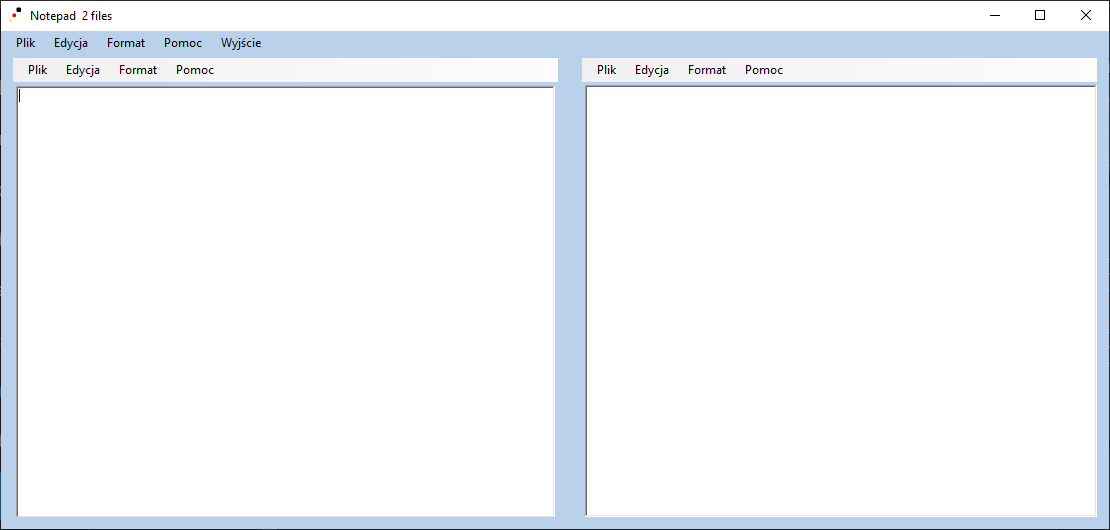 Notepad  2 files
Plik Edycja Format Pomoc Wyjście
Plik Edycja Format Pomoc
Plik Edycja Format Pomoc